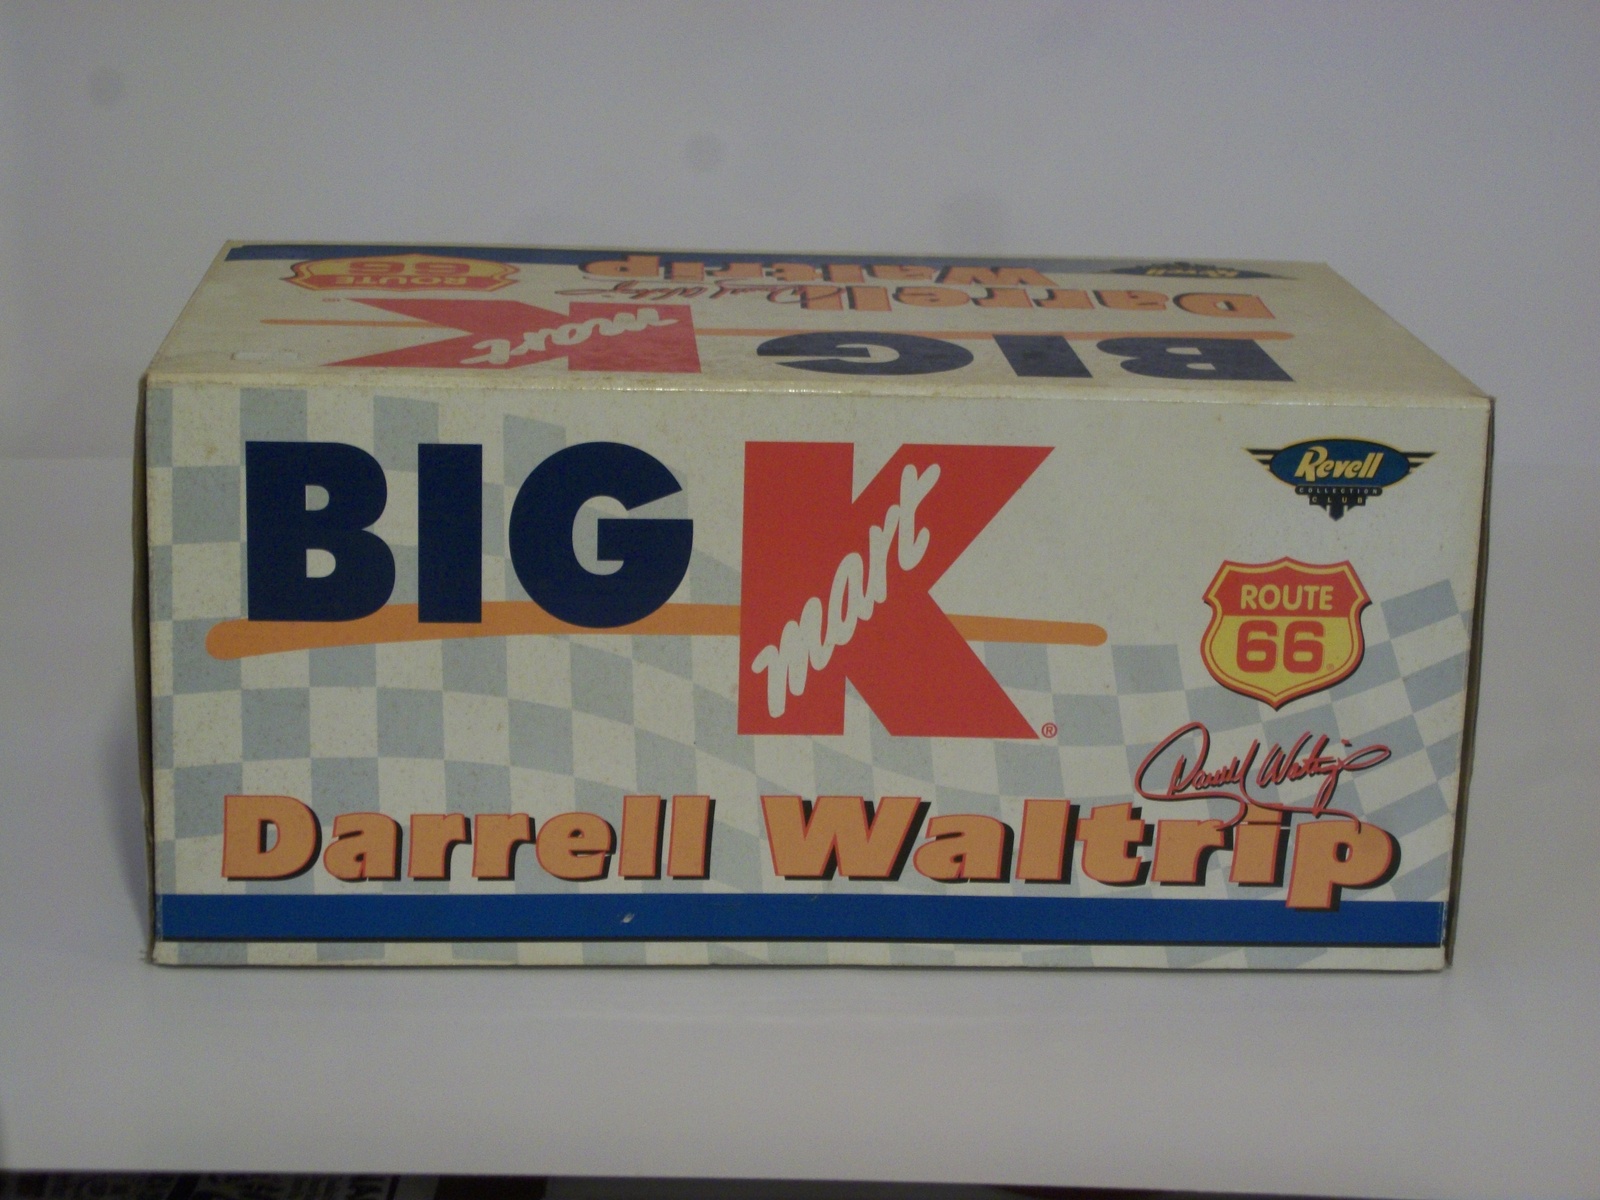 ROUTE
66
Darrell
Waltrip
Revell
BIG K
mart
BIG K
mart
®
Revell
COLLECTION
CLUB
ROUTE
66
Darrell Waltrip
Darrell Waltrip